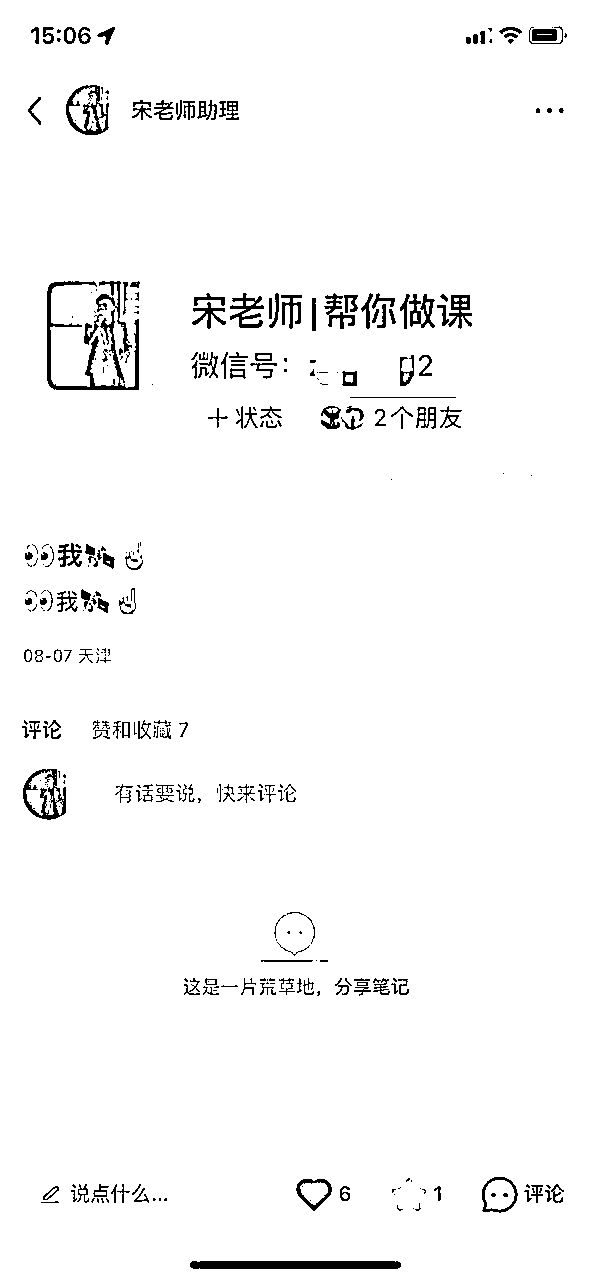 15:06
宋老师助理
宋老师|帮你做课
微信号:
2
+ 状态 2个朋友
👀我
👀我
08-07 天津
评论 赞和收藏 7
有话要说，快来评论
这是一片荒草地，分享笔记
说点什么... 6 1 评论